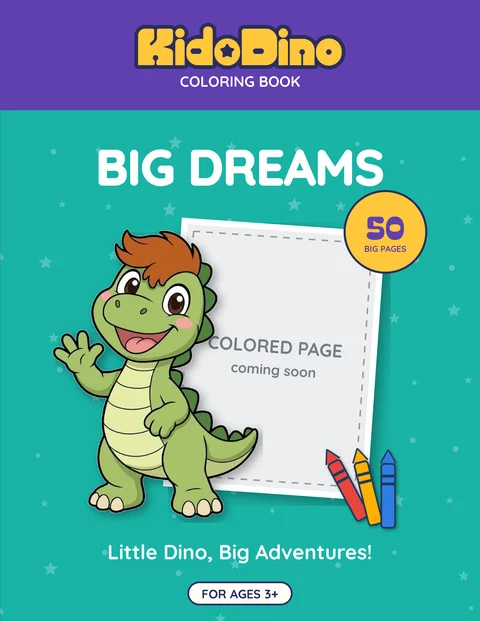 KidoDino
COLORING BOOK
BIG DREAMS
50
BIG PAGES
COLORED PAGE
coming soon
Little Dino, Big Adventures!
FOR AGES 3+